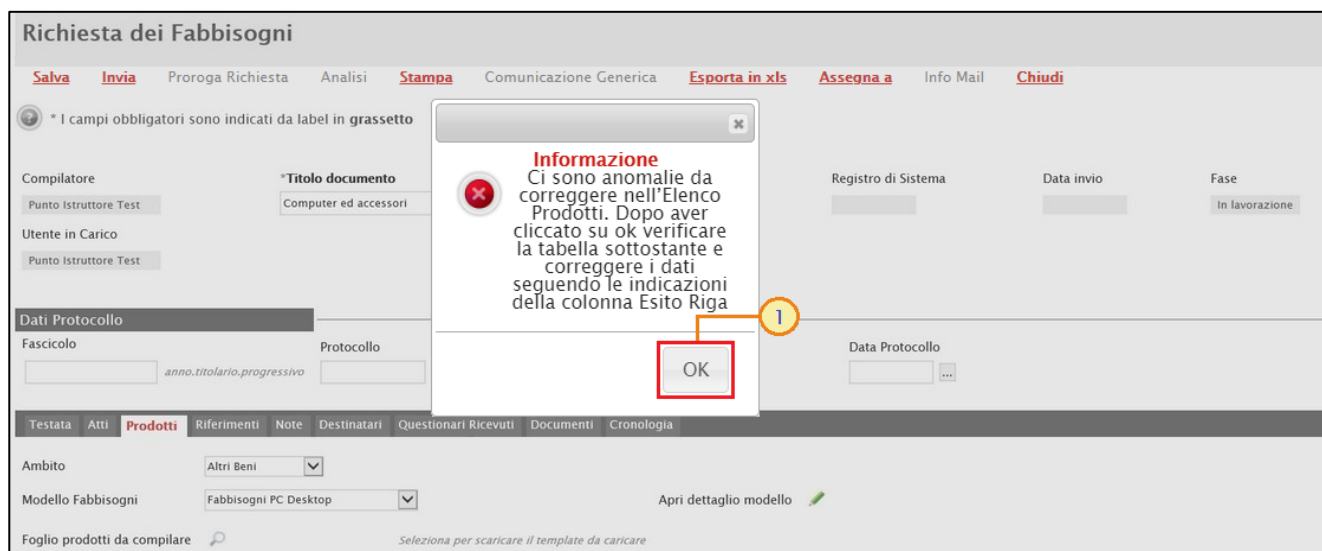 Richiesta dei Fabbisogni
Salva Invia Proroga Richiesta Analisi Stampa Comunicazione Generica Esporta in xls Assegna a Info Mail Chiudi
* I campi obbligatori sono indicati da label in grassetto
Informazione
Ci sono anomalie da
correggere nell'Elenco
Prodotti. Dopo aver
cliccato su ok verificare
la tabella sottostante e
correggere i dati
seguendo le indicazioni
della colonna Esito Riga
1
OK
Compilatore *Titolo documento Registro di Sistema Data invio Fase
Punto Istruttore Test Computer ed accessori In lavorazione
Utente in Carico
Punto Istruttore Test
Dati Protocollo
Fascicolo Protocollo Data Protocollo
anno.titolario.progressivo ...
Testata Atti Prodotti Riferimenti Note Destinatari Questionari Ricevuti Documenti Cronologia
Ambito Altri Beni
Modello Fabbisogni Fabbisogni PC Desktop Apri dettaglio modello
Foglio prodotti da compilare Seleziona per scaricare il template da caricare